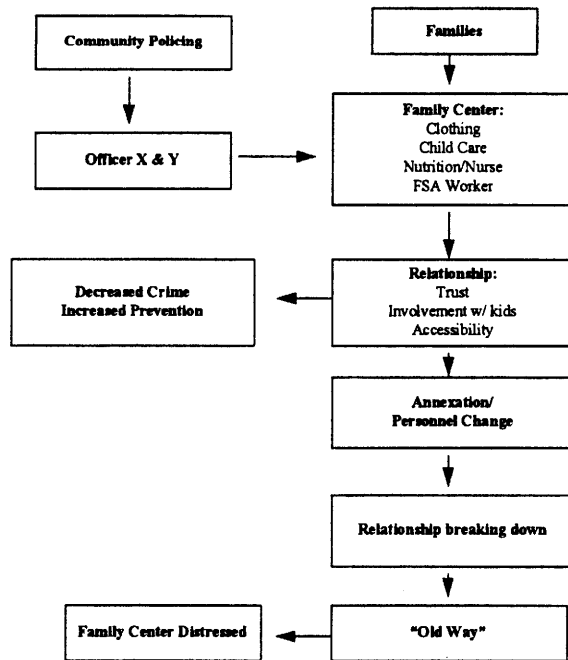 Community Policing
Families
Officer X & Y
Family Center:
Clothing
Child Care
Nutrition/Nurse
FSA Worker
Decreased Crime
Increased Prevention
Relationship:
Trust
Involvement w/ kids
Accessibility
Annexation/
Personnel Change
Relationship breaking down
Family Center Distressed
"Old Way"